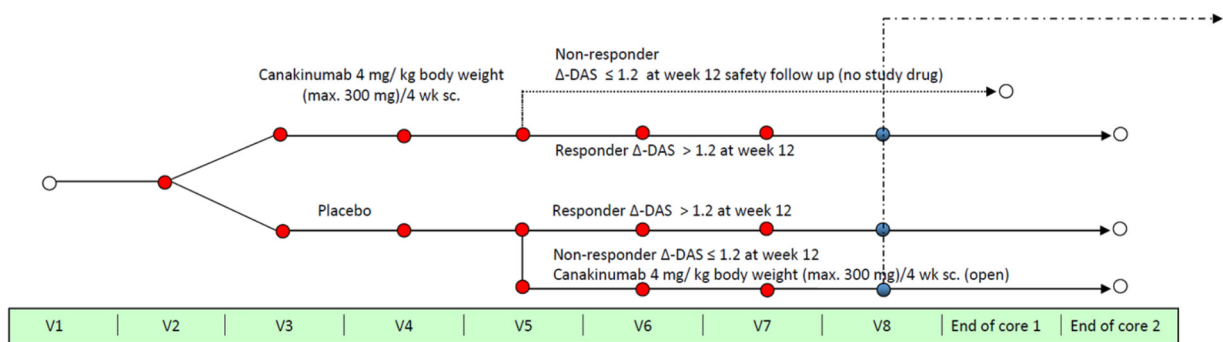 Non-responder
Δ-DAS ≤ 1.2 at week 12 safety follow up (no study drug)
Canakinumab 4 mg/ kg body weight
(max. 300 mg)/4 wk sc.
Responder Δ-DAS > 1.2 at week 12
Placebo
Responder Δ-DAS > 1.2 at week 12
Non-responder Δ-DAS ≤ 1.2 at week 12
Canakinumab 4 mg/ kg body weight (max. 300 mg)/4 wk sc. (open)
V1 | V2 | V3 | V4 | V5 | V6 | V7 | V8 | End of core 1 | End of core 2